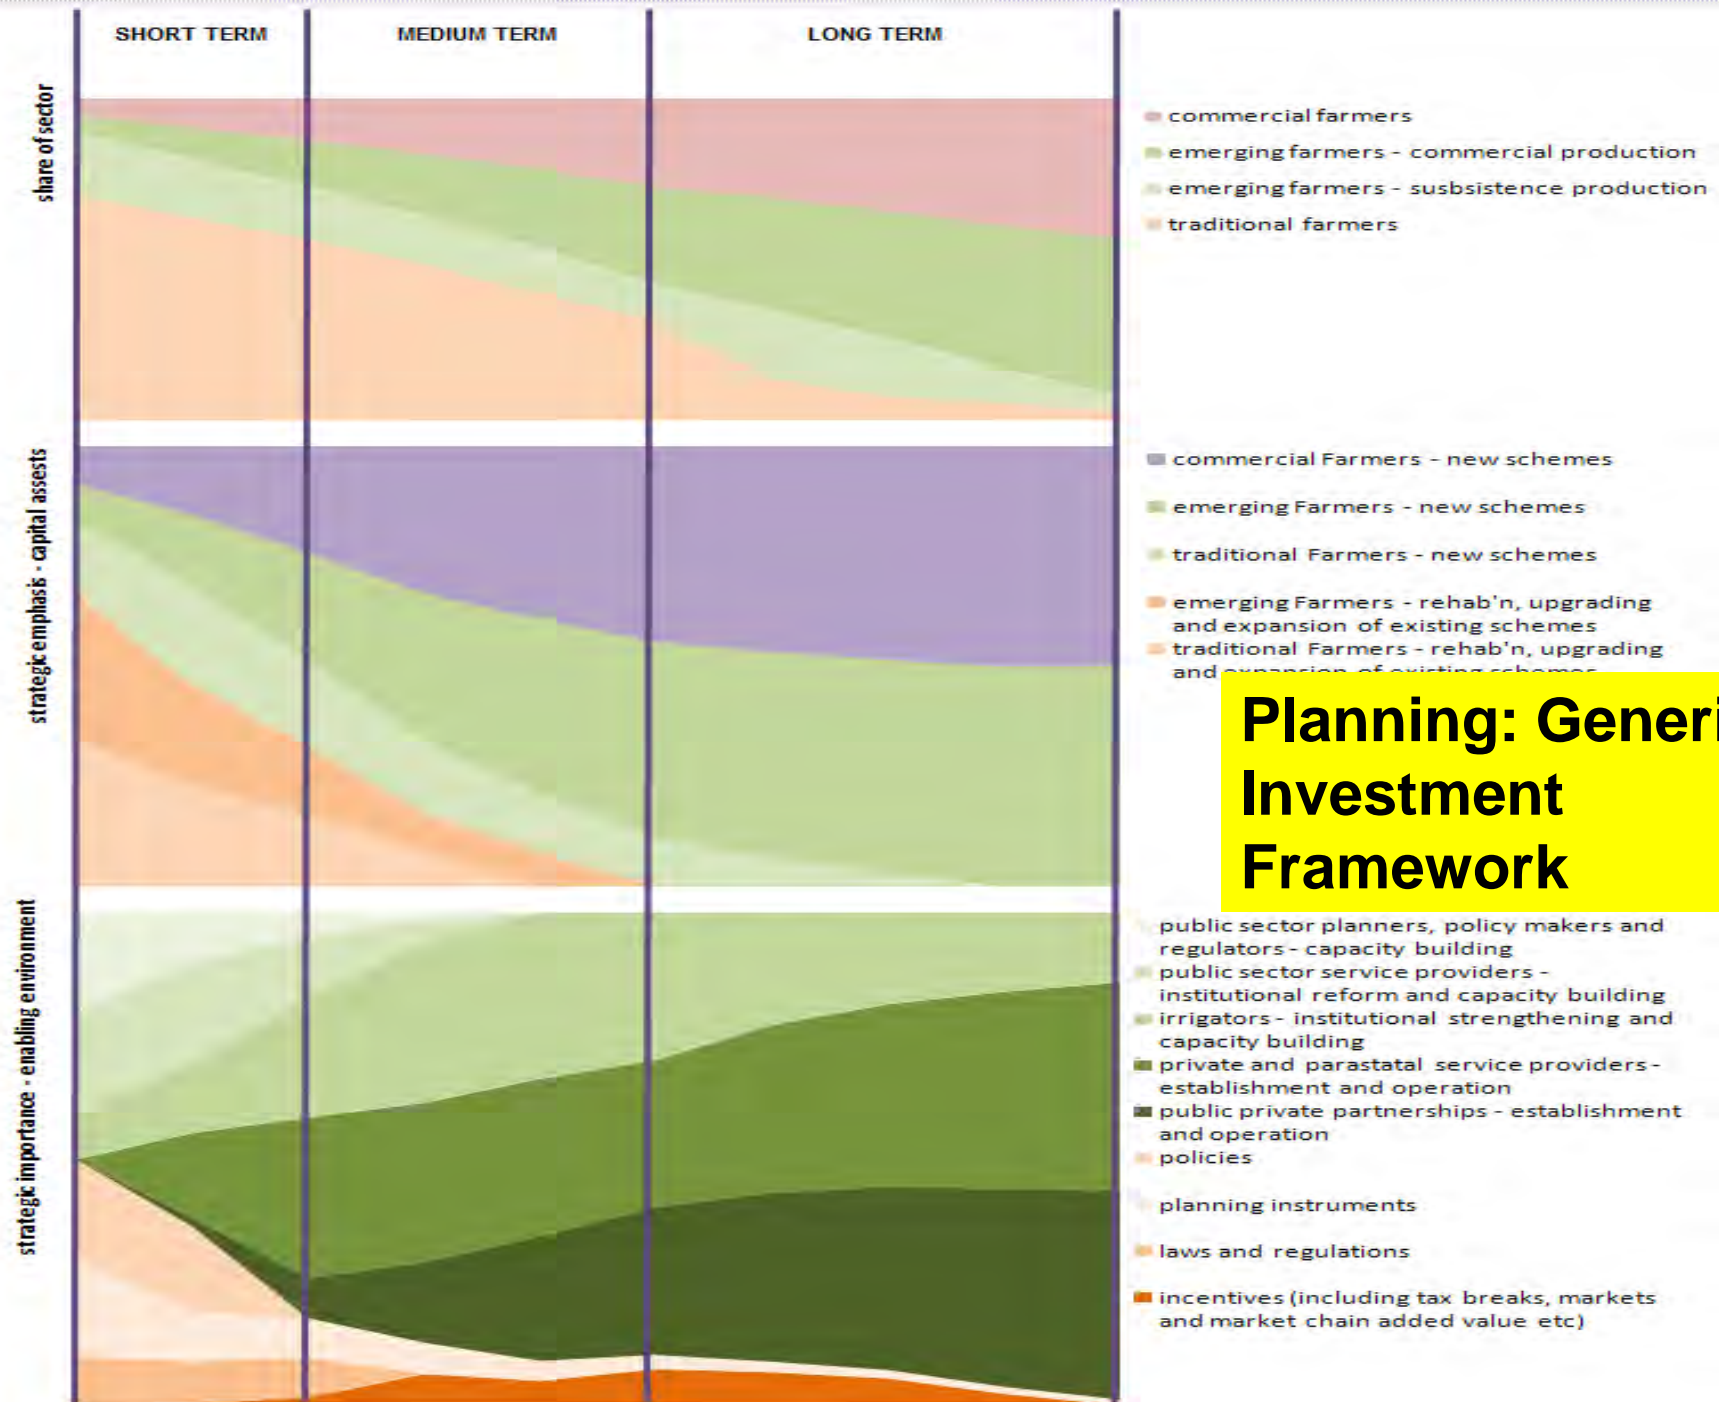 SHORT TERM
MEDIUM TERM
LONG TERM
share of sector
commercial farmers
emerging farmers - commercial production
emerging farmers - susbsistence production
traditional farmers
strategic emphasis - capital assests
commercial Farmers - new schemes
emerging Farmers - new schemes
traditional Farmers - new schemes
emerging Farmers - rehab'n, upgrading
and expansion of existing schemes
traditional Farmers - rehab'n, upgrading
and expansion of existing schemes
Planning: Generi
Investment
Framework
strategic importance - enabling environment
public sector planners, policy makers and
regulators - capacity building
public sector service providers -
institutional reform and capacity building
irrigators - institutional strengthening and
capacity building
private and parastatal service providers -
establishment and operation
public private partnerships - establishment
and operation
policies
planning instruments
laws and regulations
incentives (including tax breaks, markets
and market chain added value etc)